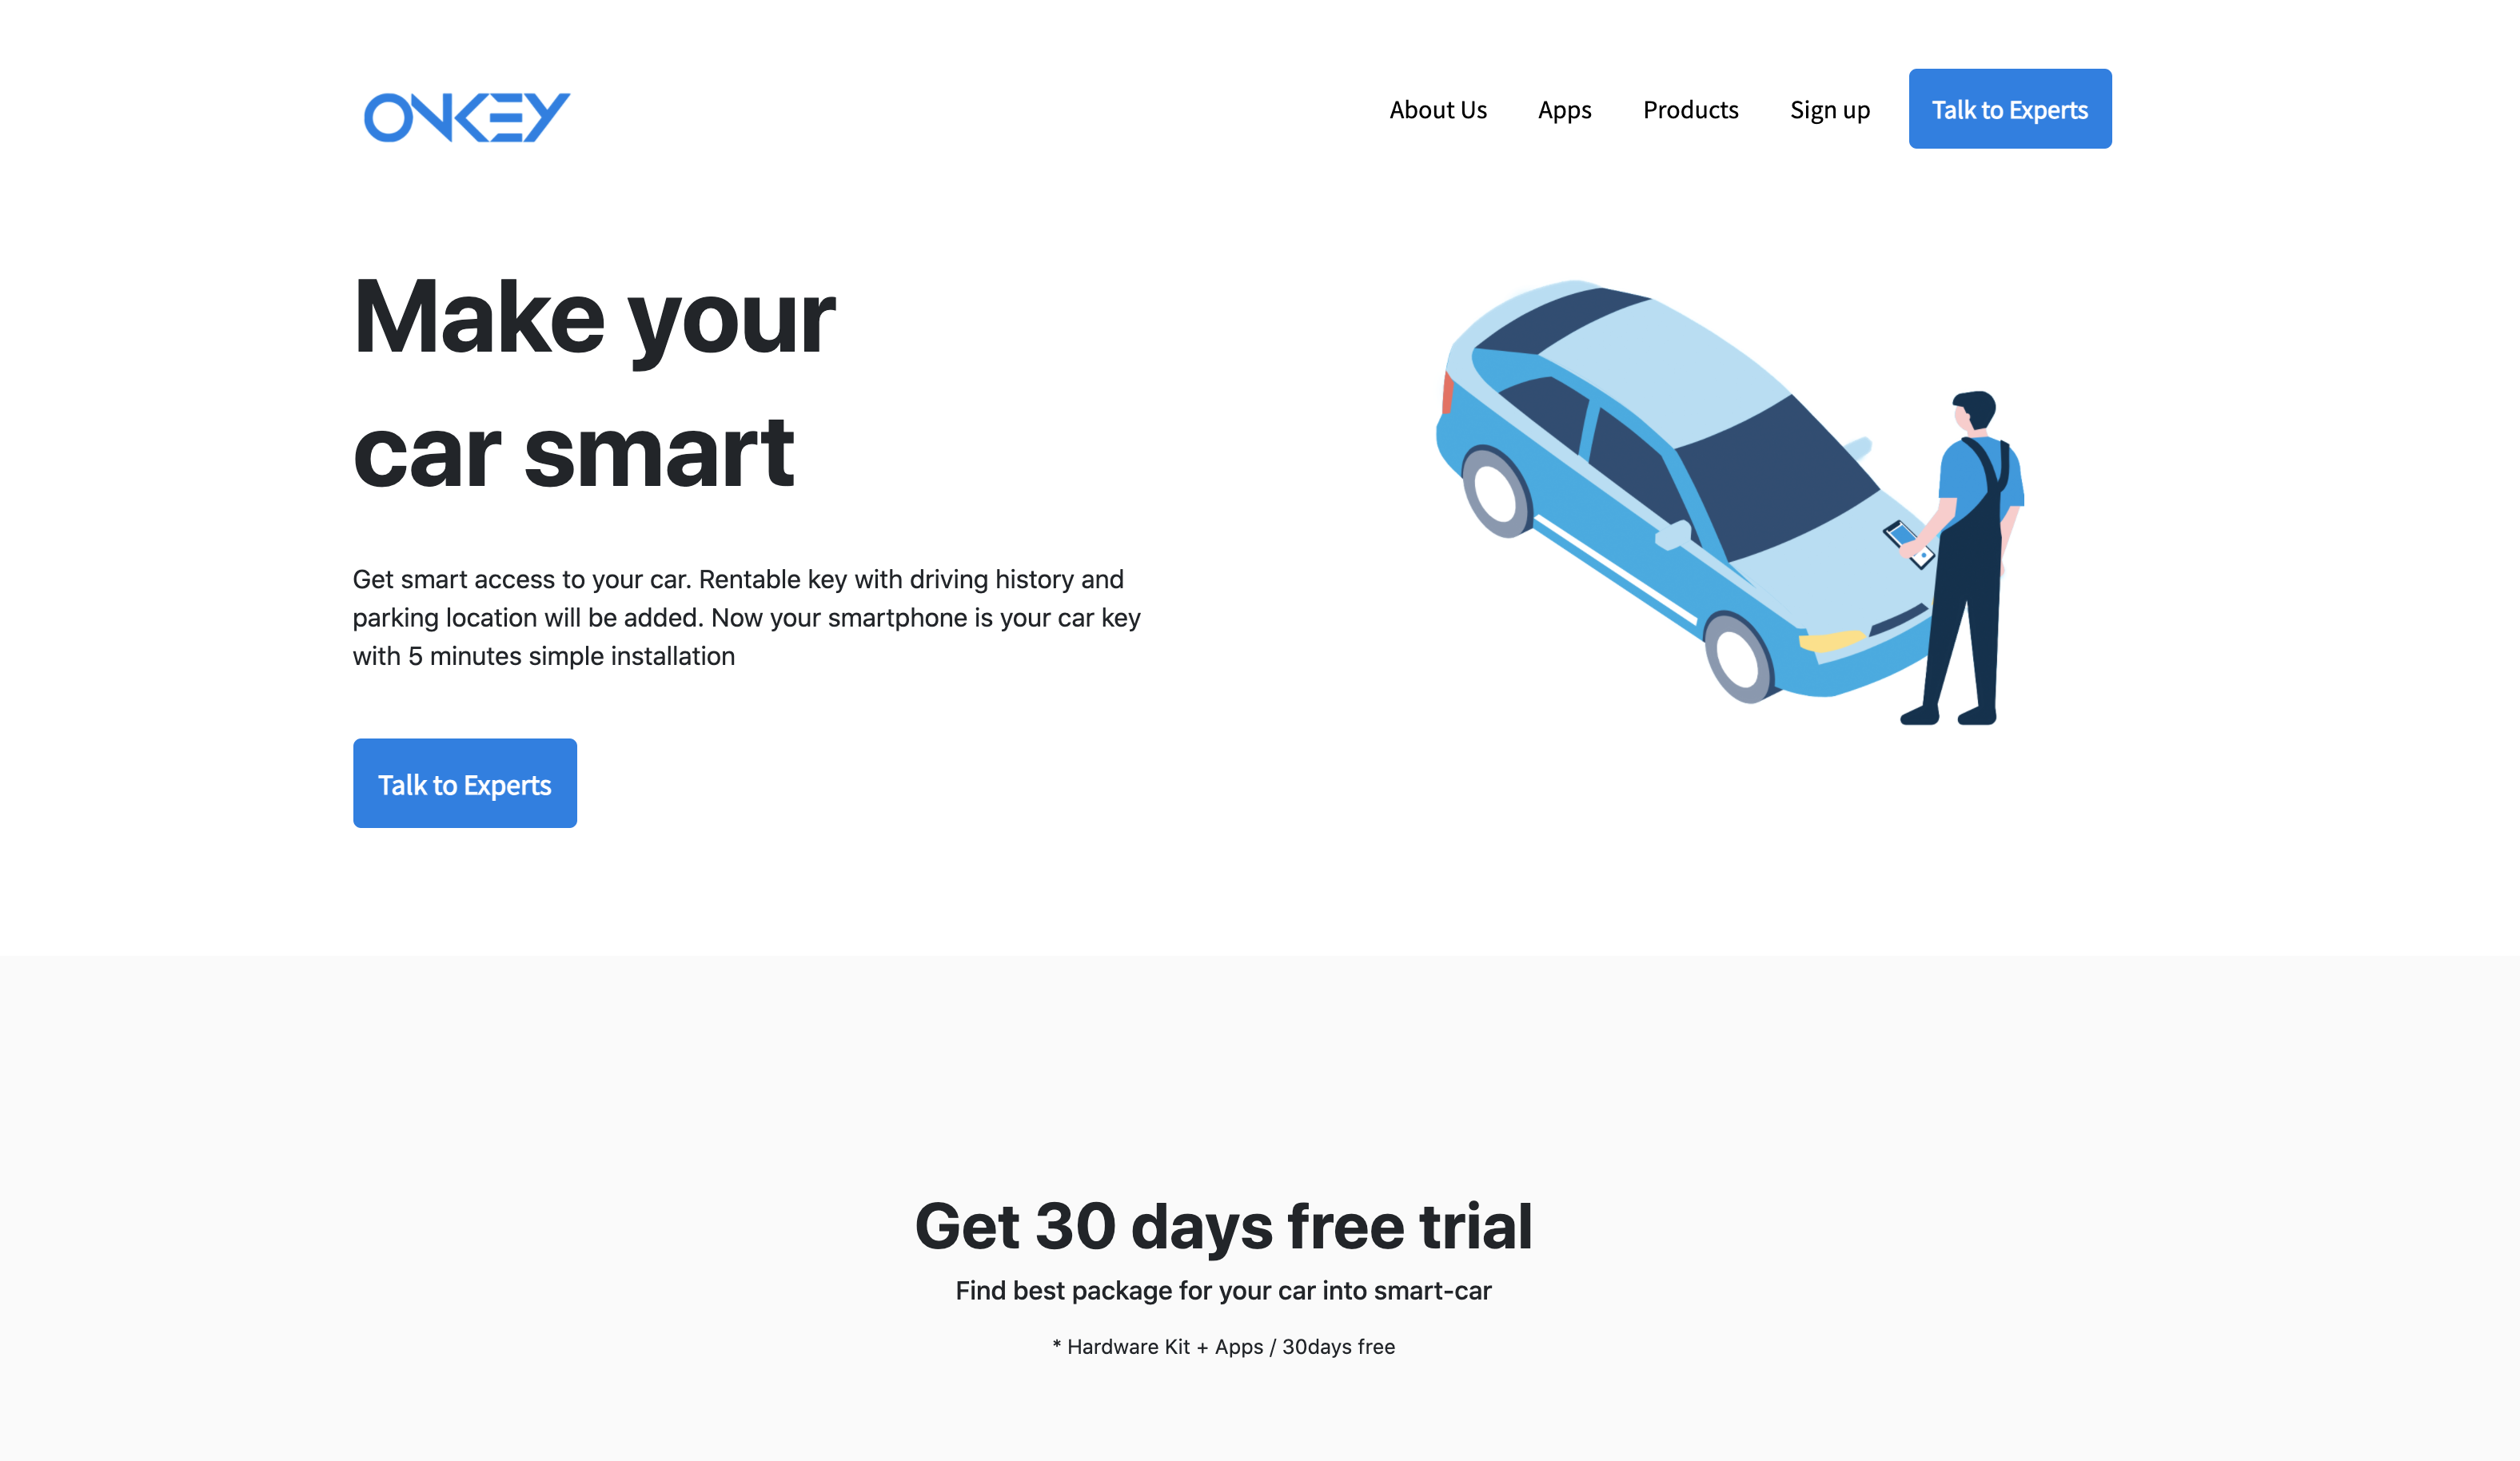 ONKEY
About Us
Apps
Products
Sign up
Talk to Experts
Make your
car smart
Get smart access to your car. Rentable key with driving history and
parking location will be added. Now your smartphone is your car key
with 5 minutes simple installation
Talk to Experts
Get 30 days free trial
Find best package for your car into smart-car
* Hardware Kit + Apps / 30days free